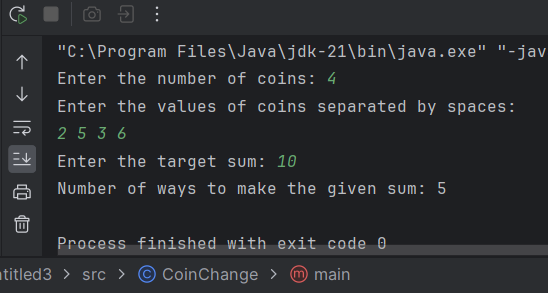 "C:\Program Files\Java\jdk-21\bin\java.exe" "-jav
Enter the number of coins: 4
Enter the values of coins separated by spaces:
2 5 3 6
Enter the target sum: 10
Number of ways to make the given sum: 5
Process finished with exit code 0
ntitled3 > src > CoinChange > main